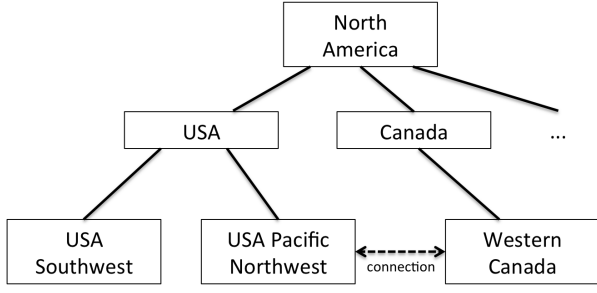 North
America
USA
Canada
...
USA
Southwest
USA Pacific
Northwest
connection
Western
Canada